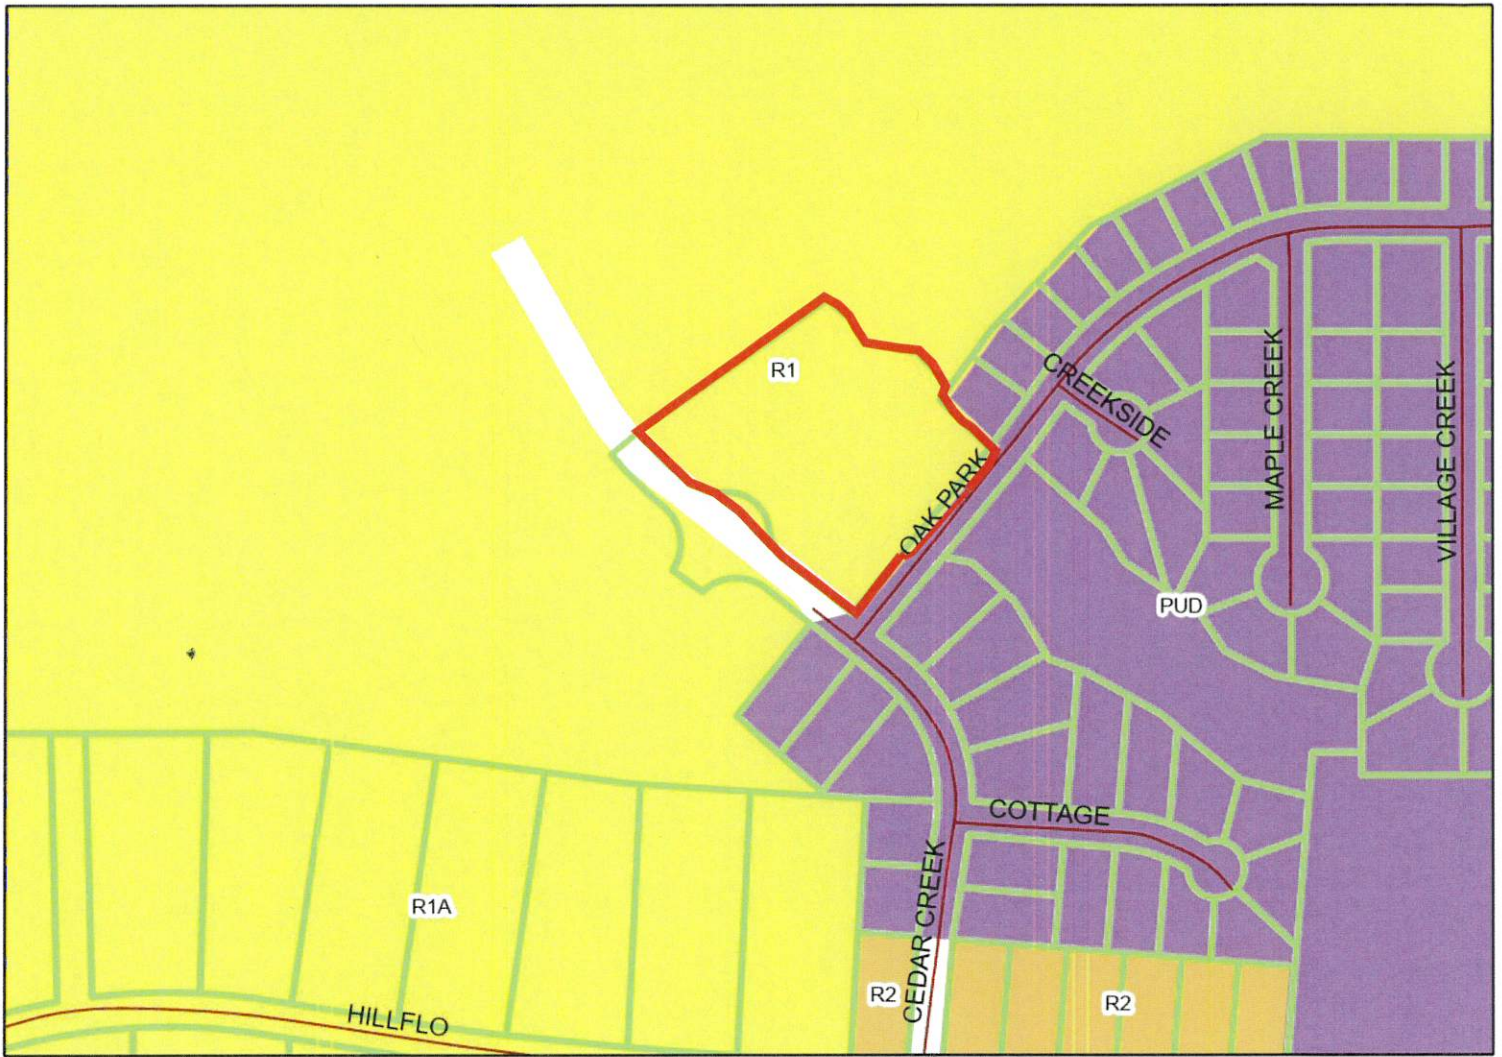 R1
CREEKSIDE
MAPLE CREEK
VILLAGE CREEK
OAK PARK
PUD
COTTAGE
R1A
CEDAR CREEK
R2
R2
HILLFLO